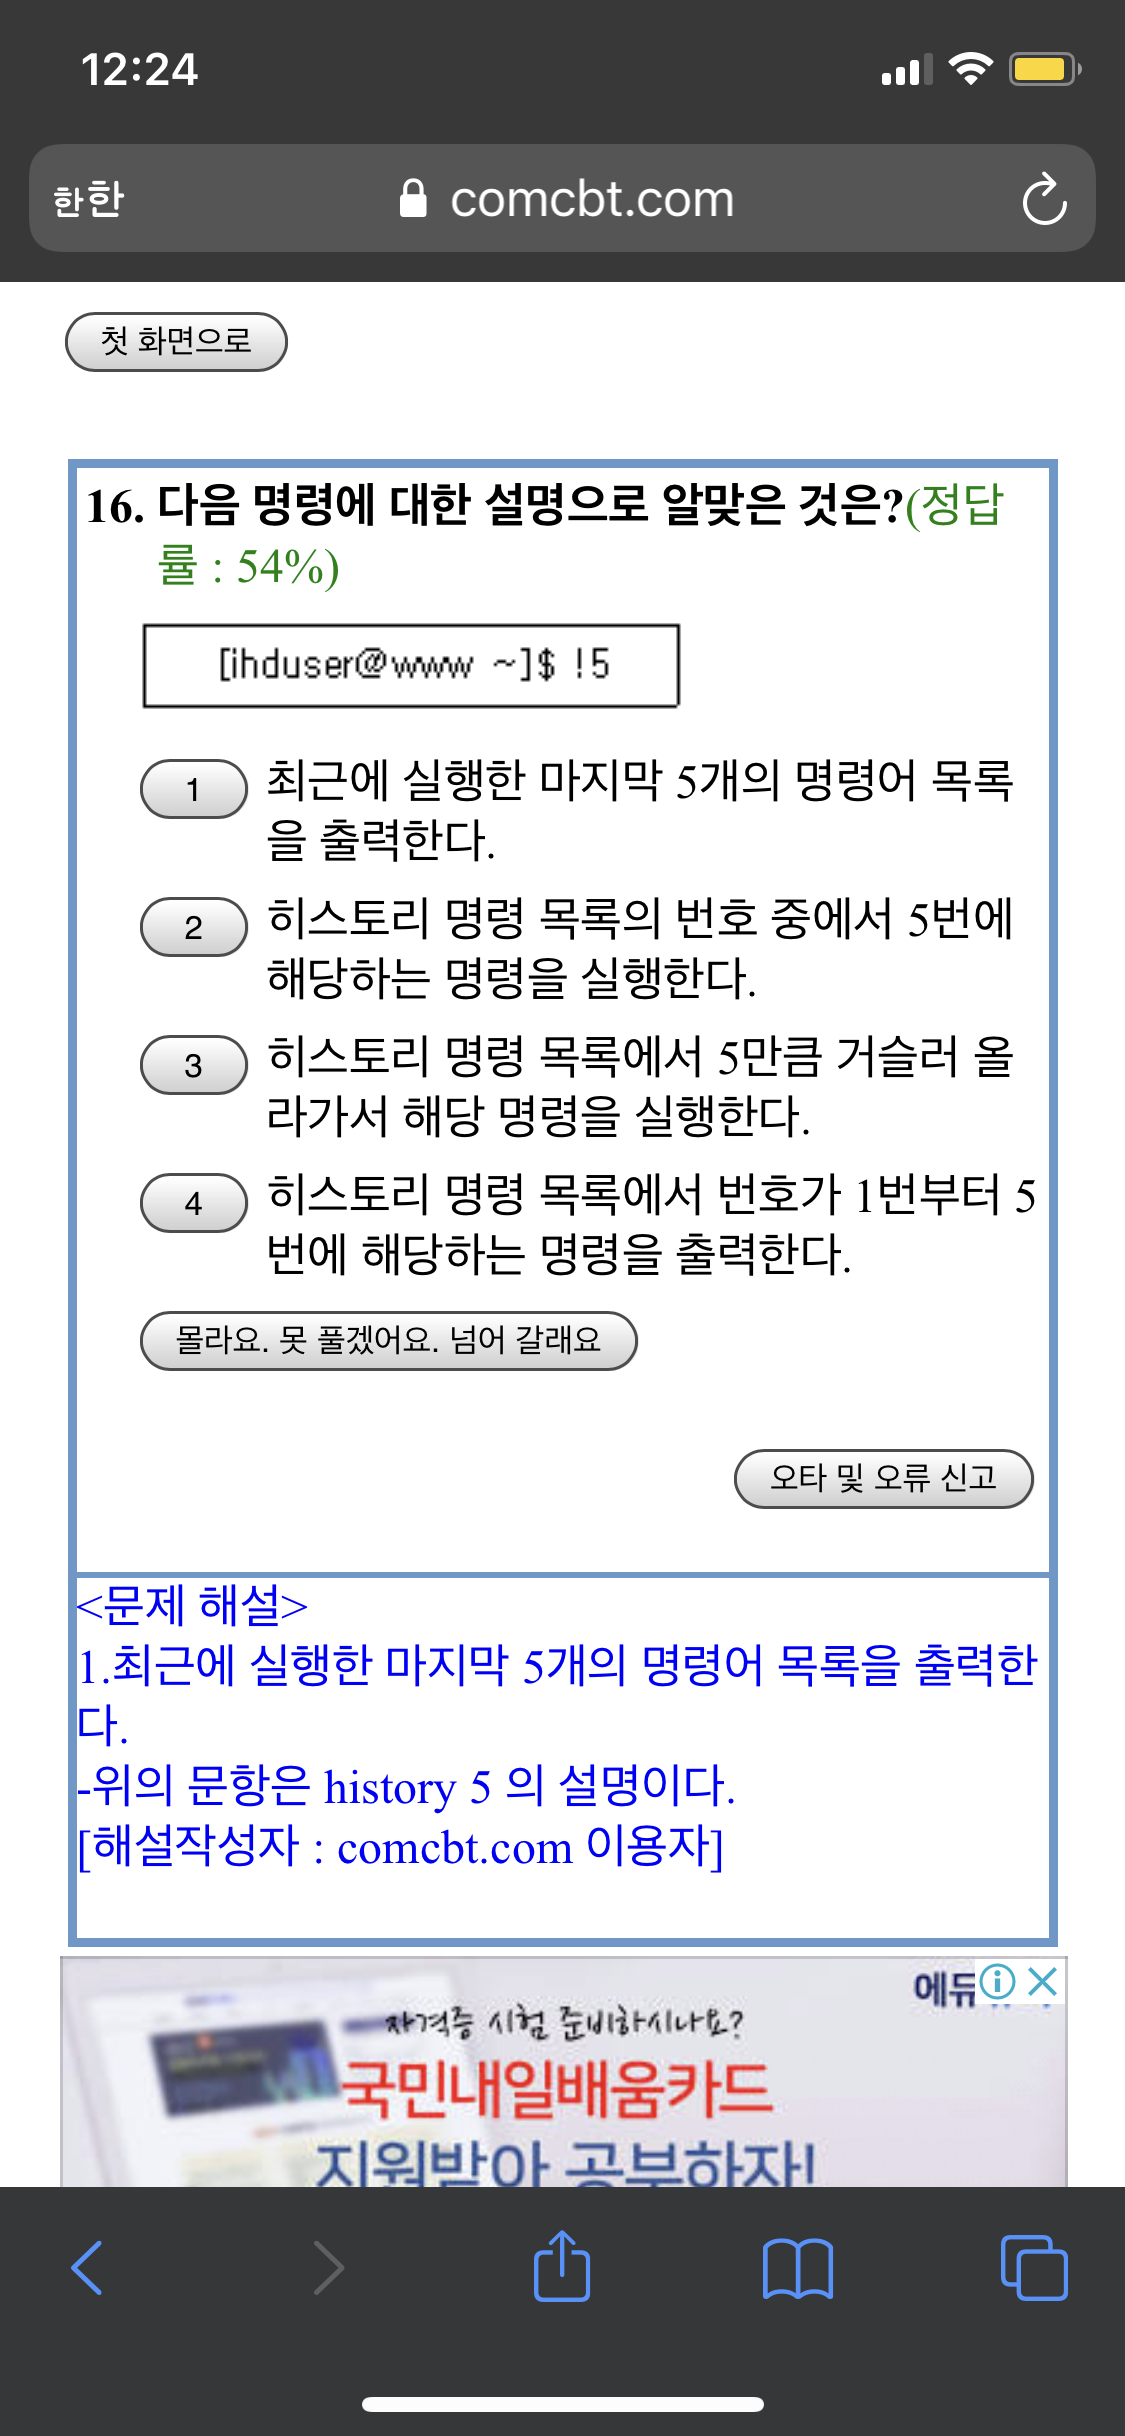 12:24
한한 comcbt.com
첫 화면으로
16. 다음 명령에 대한 설명으로 알맞은 것은?(정답
률 : 54%)
[ihduser@www ~]$ !5
1 최근에 실행한 마지막 5개의 명령어 목록
을 출력한다.
2 히스토리 명령 목록의 번호 중에서 5번에
해당하는 명령을 실행한다.
3 히스토리 명령 목록에서 5만큼 거슬러 올
라가서 해당 명령을 실행한다.
4 히스토리 명령 목록에서 번호가 1번부터 5
번에 해당하는 명령을 출력한다.
몰라요. 못 풀겠어요. 넘어 갈래요
오타 및 오류 신고
<문제 해설>
1.최근에 실행한 마지막 5개의 명령어 목록을 출력한
다.
-위의 문항은 history 5 의 설명이다.
[해설작성자 : comcbt.com 이용자]
자격증 시험 준비하시나요?
국민내일배움카드
지원받아 공부하자!